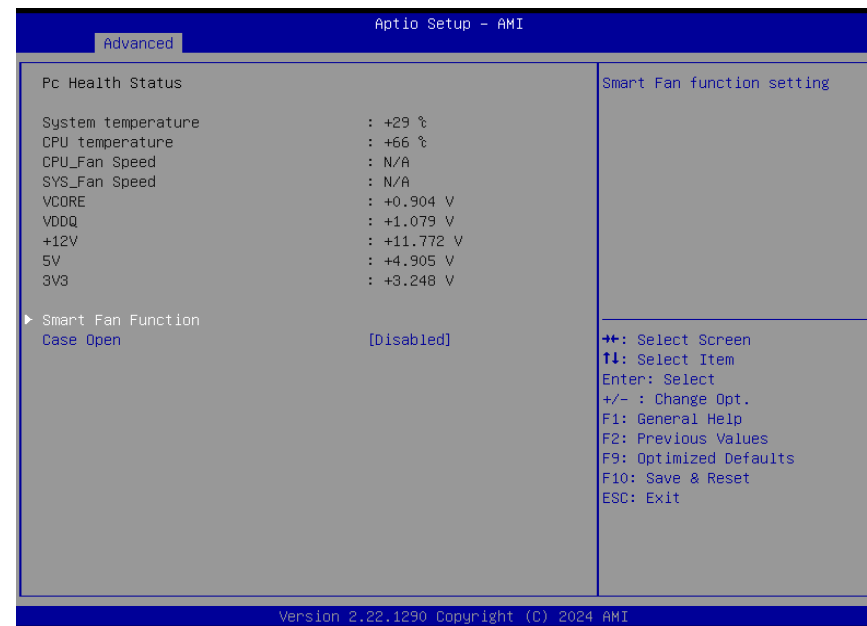 Aptio Setup – AMI
Advanced
Pc Health Status
System temperature : +29 ℃
CPU temperature : +66 ℃
CPU_Fan Speed : N/A
SYS_Fan Speed : N/A
VCORE : +0.904 V
VDDQ : +1.079 V
+12V : +11.772 V
5V : +4.905 V
3V3 : +3.248 V
▶ Smart Fan Function
Case Open [Disabled]
Smart Fan function setting
→←: Select Screen
↑↓: Select Item
Enter: Select
+/- : Change Opt.
F1: General Help
F2: Previous Values
F9: Optimized Defaults
F10: Save & Reset
ESC: Exit
Version 2.22.1290 Copyright (C) 2024 AMI